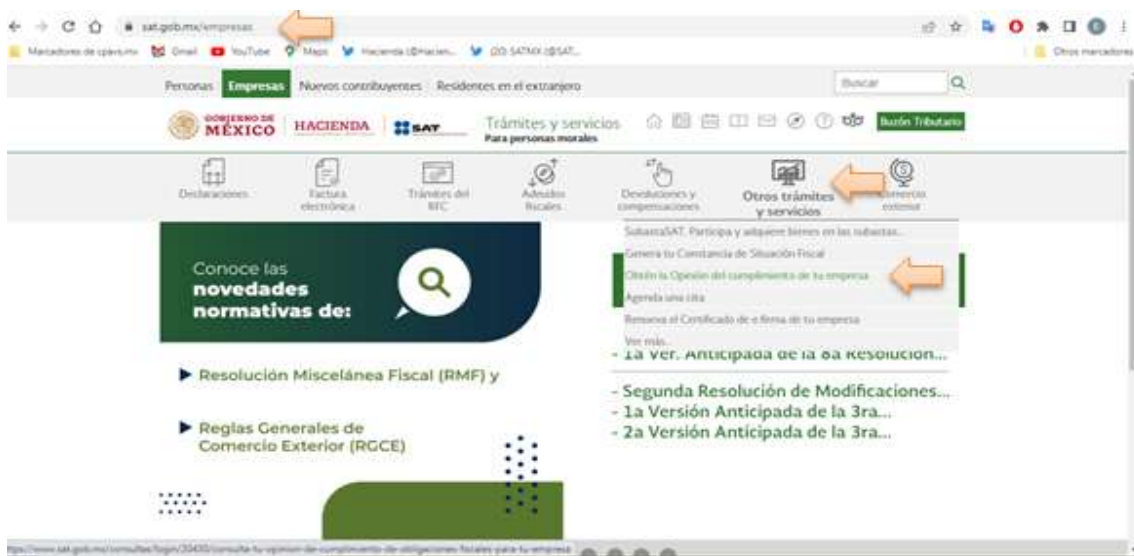 sat.gob.mx/empresas
Marcadores de
Gmail
YouTube
Maps
Hacienda (@Hacien...
(20) SATMX (@SAT...
Otros marcadores
Personas
Empresas
Nuevos contribuyentes
Residentes en el extranjero
Buscar
GOBIERNO DE
MÉXICO
HACIENDA
SAT
Trámites y servicios
Para personas morales
Buzón Tributario
Declaraciones
Factura
electrónica
Trámites del
RFC
Adeudos
fiscales
Devoluciones y
compensaciones
Otros trámites
y servicios
Comercio
exterior
SubastaSAT. Participa y adquiere bienes en las subastas...
Genera tu Constancia de Situación Fiscal
Obtén la Opinión del cumplimiento de tu empresa
Agenda una cita
Renueva el Certificado de e.firma de tu empresa
Ver más...
Conoce las
novedades
normativas de:
- 1a Ver. Anticipada de la 8a Resolución...
- Segunda Resolución de Modificaciones...
- 1a Versión Anticipada de la 3ra...
- 2a Versión Anticipada de la 3ra...
Resolución Miscelánea Fiscal (RMF) y
Reglas Generales de
Comercio Exterior (RGCE)
https://www.sat.gob.mx/consultas/login/20430/consulta-tu-opinion-de-cumplimiento-de-obligaciones-fiscales-para-tu-empresa